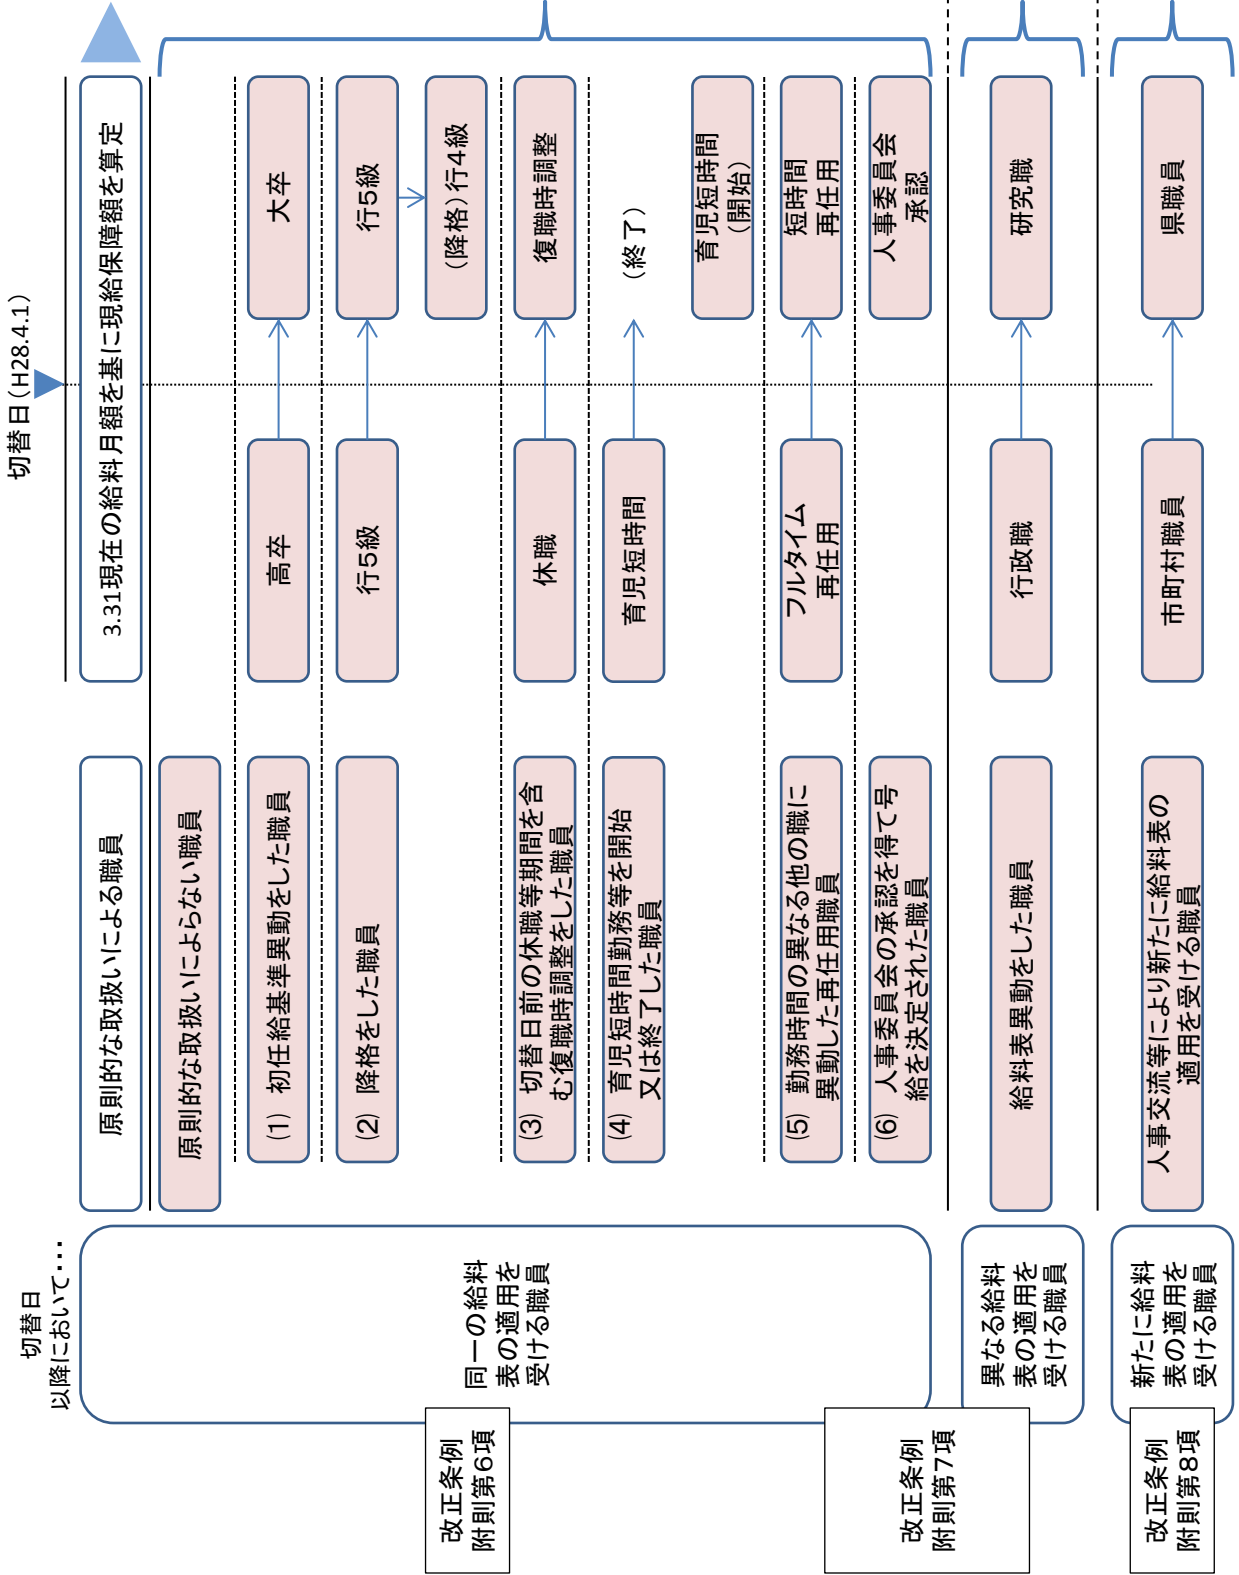 切替日
以降において・・・
切替日(H28.4.1)
改正条例
附則第6項
同一の給料
表の適用を
受ける職員
原則的な取扱いによる職員
3.31現在の給料月額を基に現給保障額を算定
原則的な取扱いによらない職員
(1) 初任給基準異動をした職員
高卒
大卒
(2) 降格をした職員
行5級
行5級
(降格)行4級
(3) 切替日前の休職等期間を含
む復職時調整をした職員
休職
復職時調整
(4) 育児短時間勤務等を開始
又は終了した職員
育児短時間
(終了)
育児短時間
(開始)
(5) 勤務時間の異なる他の職に
異動した再任用職員
フルタイム
再任用
短時間
再任用
(6) 人事委員会の承認を得て号
給を決定された職員
人事委員会
承認
改正条例
附則第7項
異なる給料
表の適用を
受ける職員
給料表異動をした職員
行政職
研究職
改正条例
附則第8項
新たに給料
表の適用を
受ける職員
人事交流等により新たに給料表の
適用を受ける職員
市町村職員
県職員